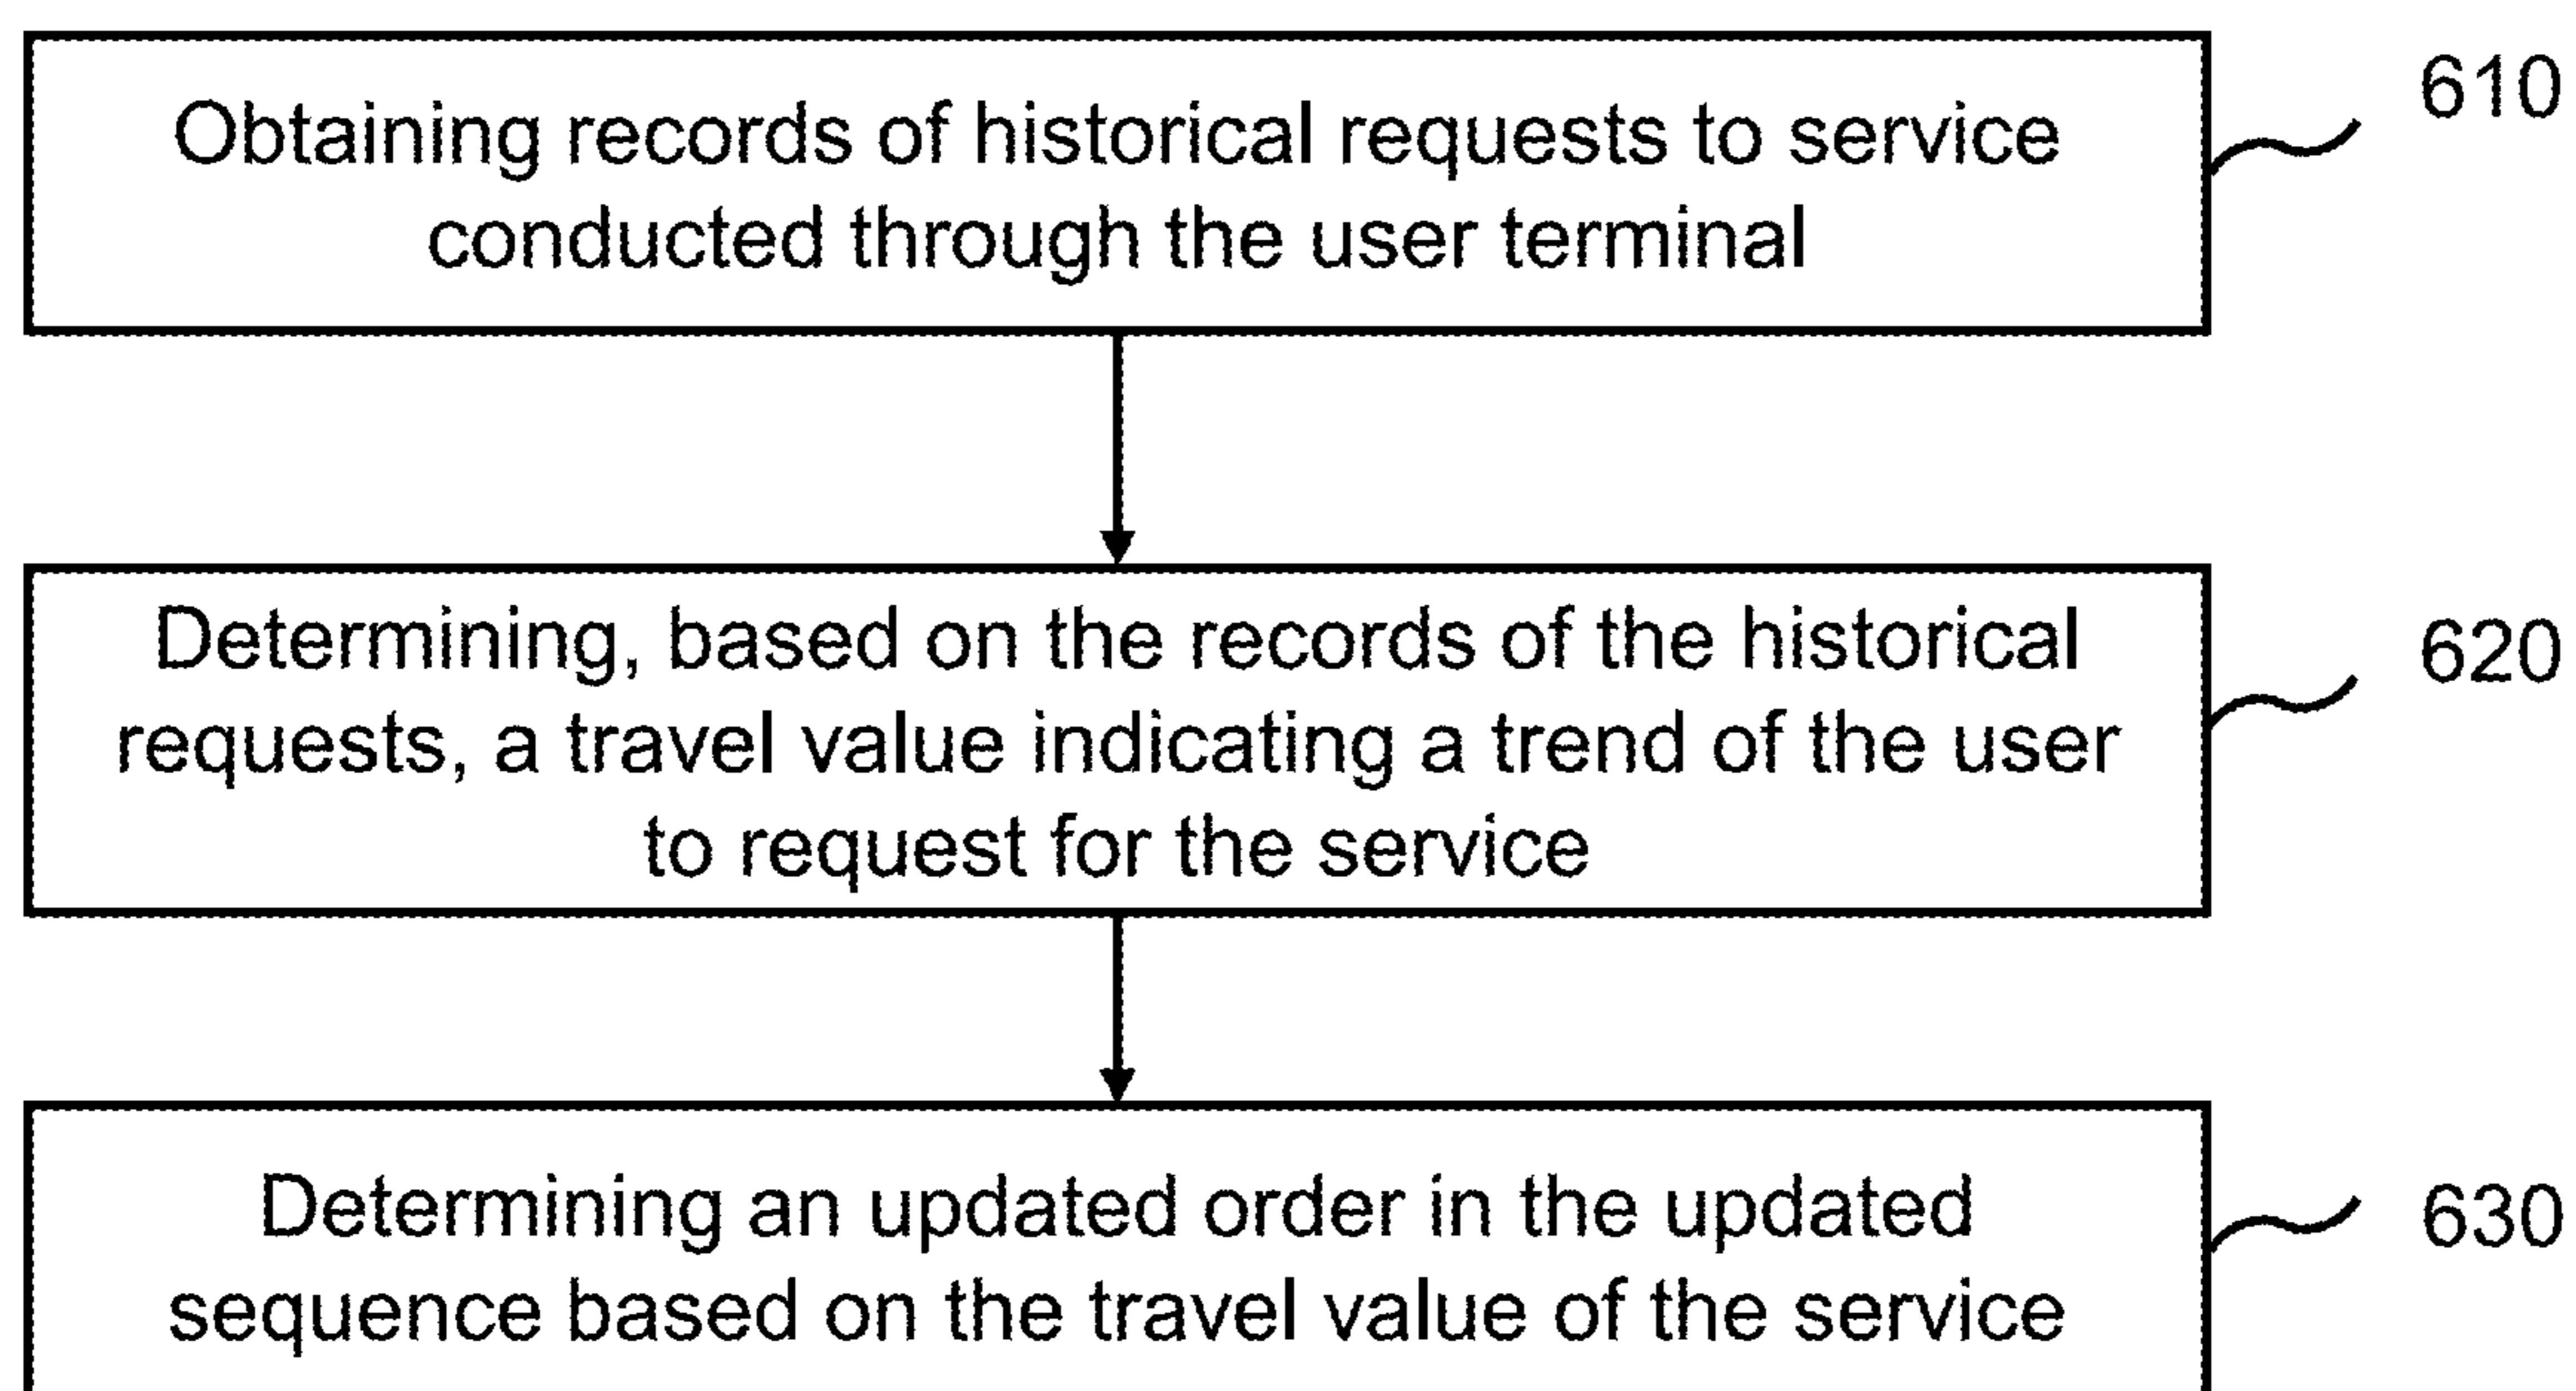 Obtaining records of historical requests to service
conducted through the user terminal
610
Determining, based on the records of the historical
requests, a travel value indicating a trend of the user
to request for the service
620
Determining an updated order in the updated
sequence based on the travel value of the service
630